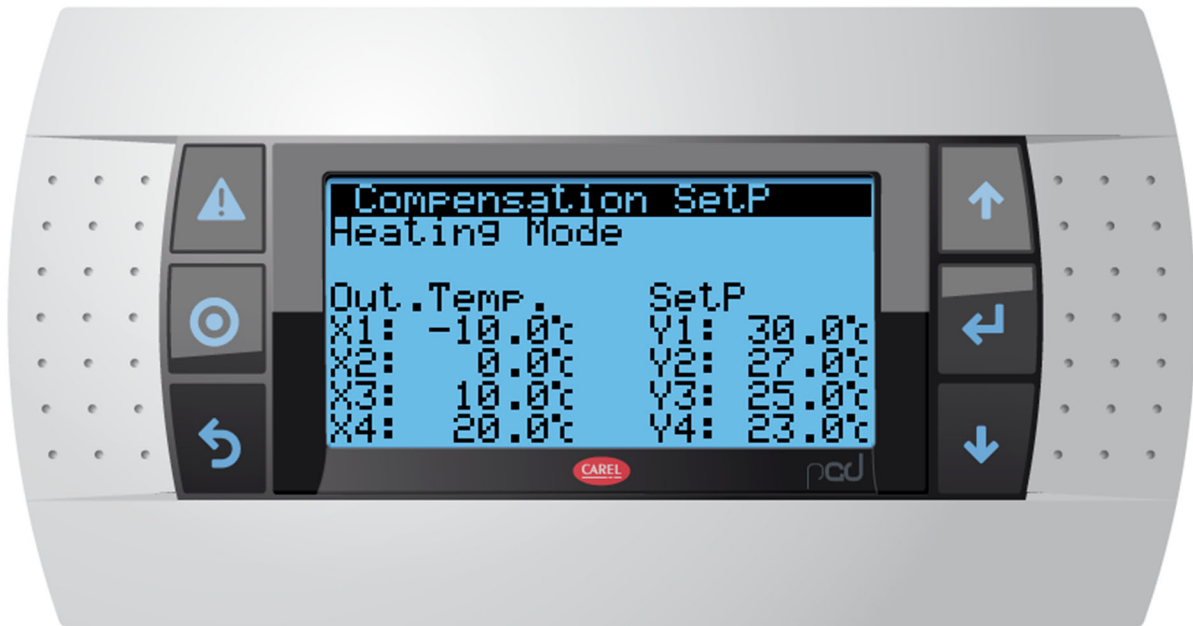 Compensation SetP
Heating Mode
Out.Temp. SetP
X1: -10.0°c Y1: 30.0°c
X2: 0.0°c Y2: 27.0°c
X3: 10.0°c Y3: 25.0°c
X4: 20.0°c Y4: 23.0°c
CAREL
pGD